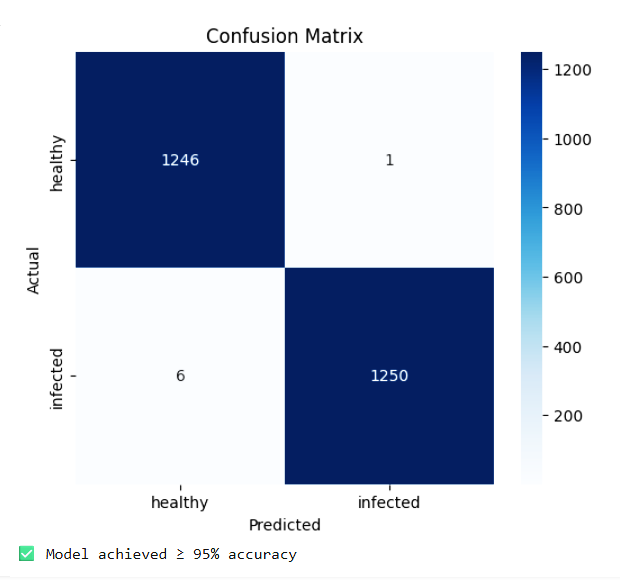 Confusion Matrix
healthy
1246
1
Actual
infected
6
1250
healthy
infected
Predicted
1200
1000
800
600
400
200
✅ Model achieved ≥ 95% accuracy